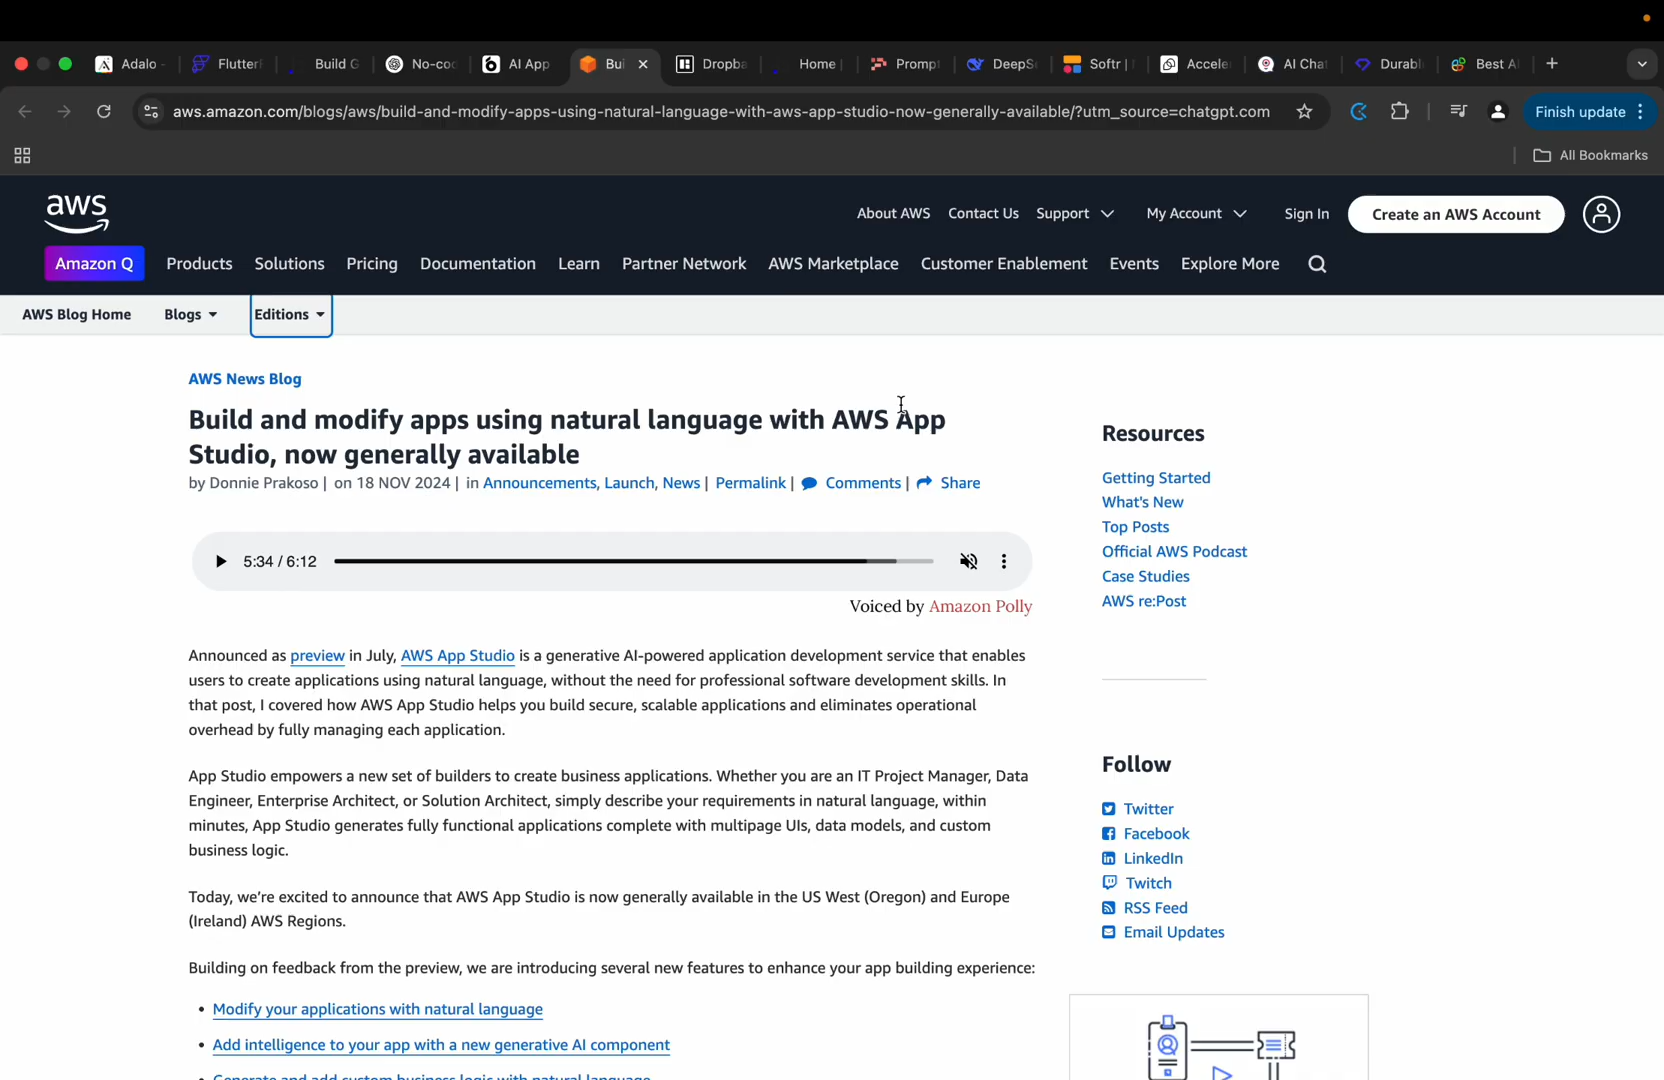 Adalo
Flutter
Build G
No-co
AI App
Bui
Dropba
Home
Promp
DeepS
Softr |
Accele
AI Cha
Durabl
Best A
aws.amazon.com/blogs/aws/build-and-modify-apps-using-natural-language-with-aws-app-studio-now-generally-available/?utm_source=chatgpt.com
Finish update
All Bookmarks
aws
About AWS Contact Us Support My Account Sign In Create an AWS Account
Amazon Q Products Solutions Pricing Documentation Learn Partner Network AWS Marketplace Customer Enablement Events Explore More
AWS Blog Home Blogs Editions
AWS News Blog
Build and modify apps using natural language with AWS App
Studio, now generally available
by Donnie Prakoso | on 18 NOV 2024 | in Announcements, Launch, News | Permalink | Comments | Share
5:34 / 6:12
Voiced by Amazon Polly
Announced as preview in July, AWS App Studio is a generative AI-powered application development service that enables
users to create applications using natural language, without the need for professional software development skills. In
that post, I covered how AWS App Studio helps you build secure, scalable applications and eliminates operational
overhead by fully managing each application.
App Studio empowers a new set of builders to create business applications. Whether you are an IT Project Manager, Data
Engineer, Enterprise Architect, or Solution Architect, simply describe your requirements in natural language, within
minutes, App Studio generates fully functional applications complete with multipage UIs, data models, and custom
business logic.
Today, we're excited to announce that AWS App Studio is now generally available in the US West (Oregon) and Europe
(Ireland) AWS Regions.
Building on feedback from the preview, we are introducing several new features to enhance your app building experience:
• Modify your applications with natural language
• Add intelligence to your app with a new generative AI component
• Generate and add custom business logic with natural language
Resources
Getting Started
What's New
Top Posts
Official AWS Podcast
Case Studies
AWS re:Post
Follow
Twitter
Facebook
LinkedIn
Twitch
RSS Feed
Email Updates